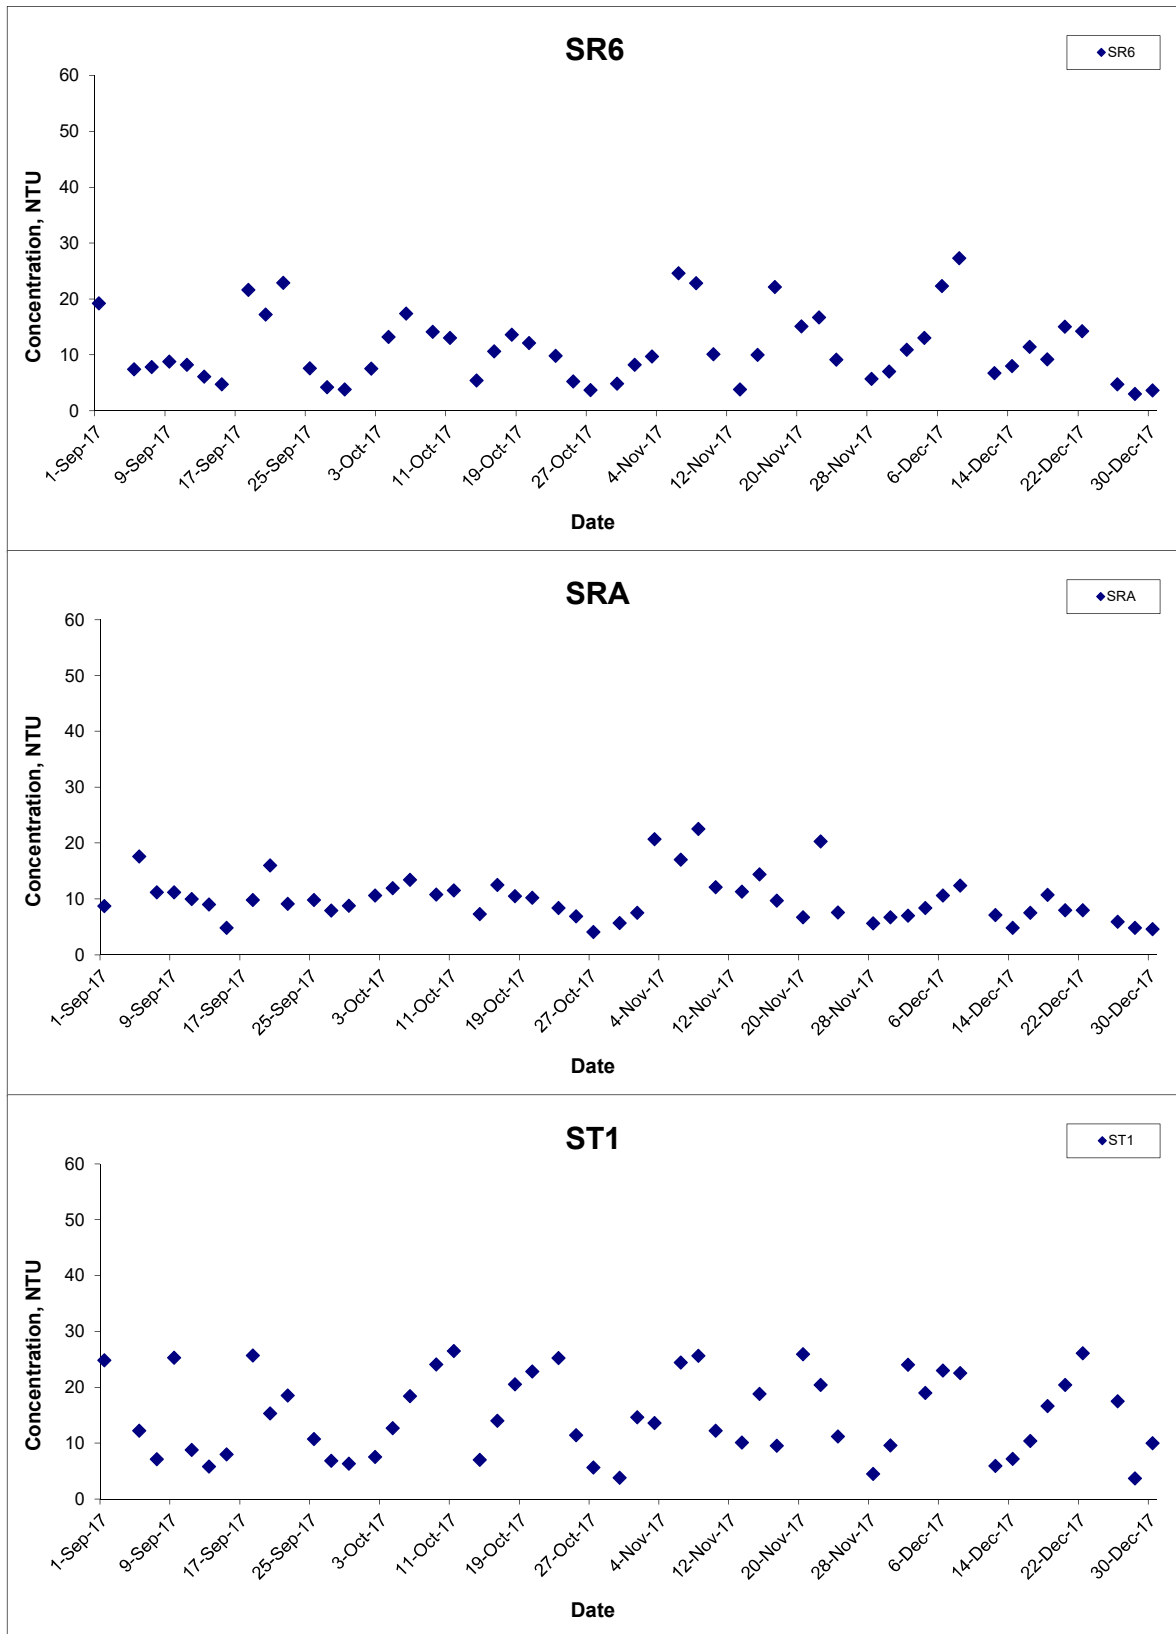 SR6
SR6
60
50
40
30
20
10
0
Concentration, NTU
1-Sep-17
9-Sep-17
17-Sep-17
25-Sep-17
3-Oct-17
11-Oct-17
19-Oct-17
27-Oct-17
4-Nov-17
12-Nov-17
20-Nov-17
28-Nov-17
6-Dec-17
14-Dec-17
22-Dec-17
30-Dec-17
Date
SRA
SRA
60
50
40
30
20
10
0
Concentration, NTU
1-Sep-17
9-Sep-17
17-Sep-17
25-Sep-17
3-Oct-17
11-Oct-17
19-Oct-17
27-Oct-17
4-Nov-17
12-Nov-17
20-Nov-17
28-Nov-17
6-Dec-17
14-Dec-17
22-Dec-17
30-Dec-17
Date
ST1
ST1
60
50
40
30
20
10
0
Concentration, NTU
1-Sep-17
9-Sep-17
17-Sep-17
25-Sep-17
3-Oct-17
11-Oct-17
19-Oct-17
27-Oct-17
4-Nov-17
12-Nov-17
20-Nov-17
28-Nov-17
6-Dec-17
14-Dec-17
22-Dec-17
30-Dec-17
Date